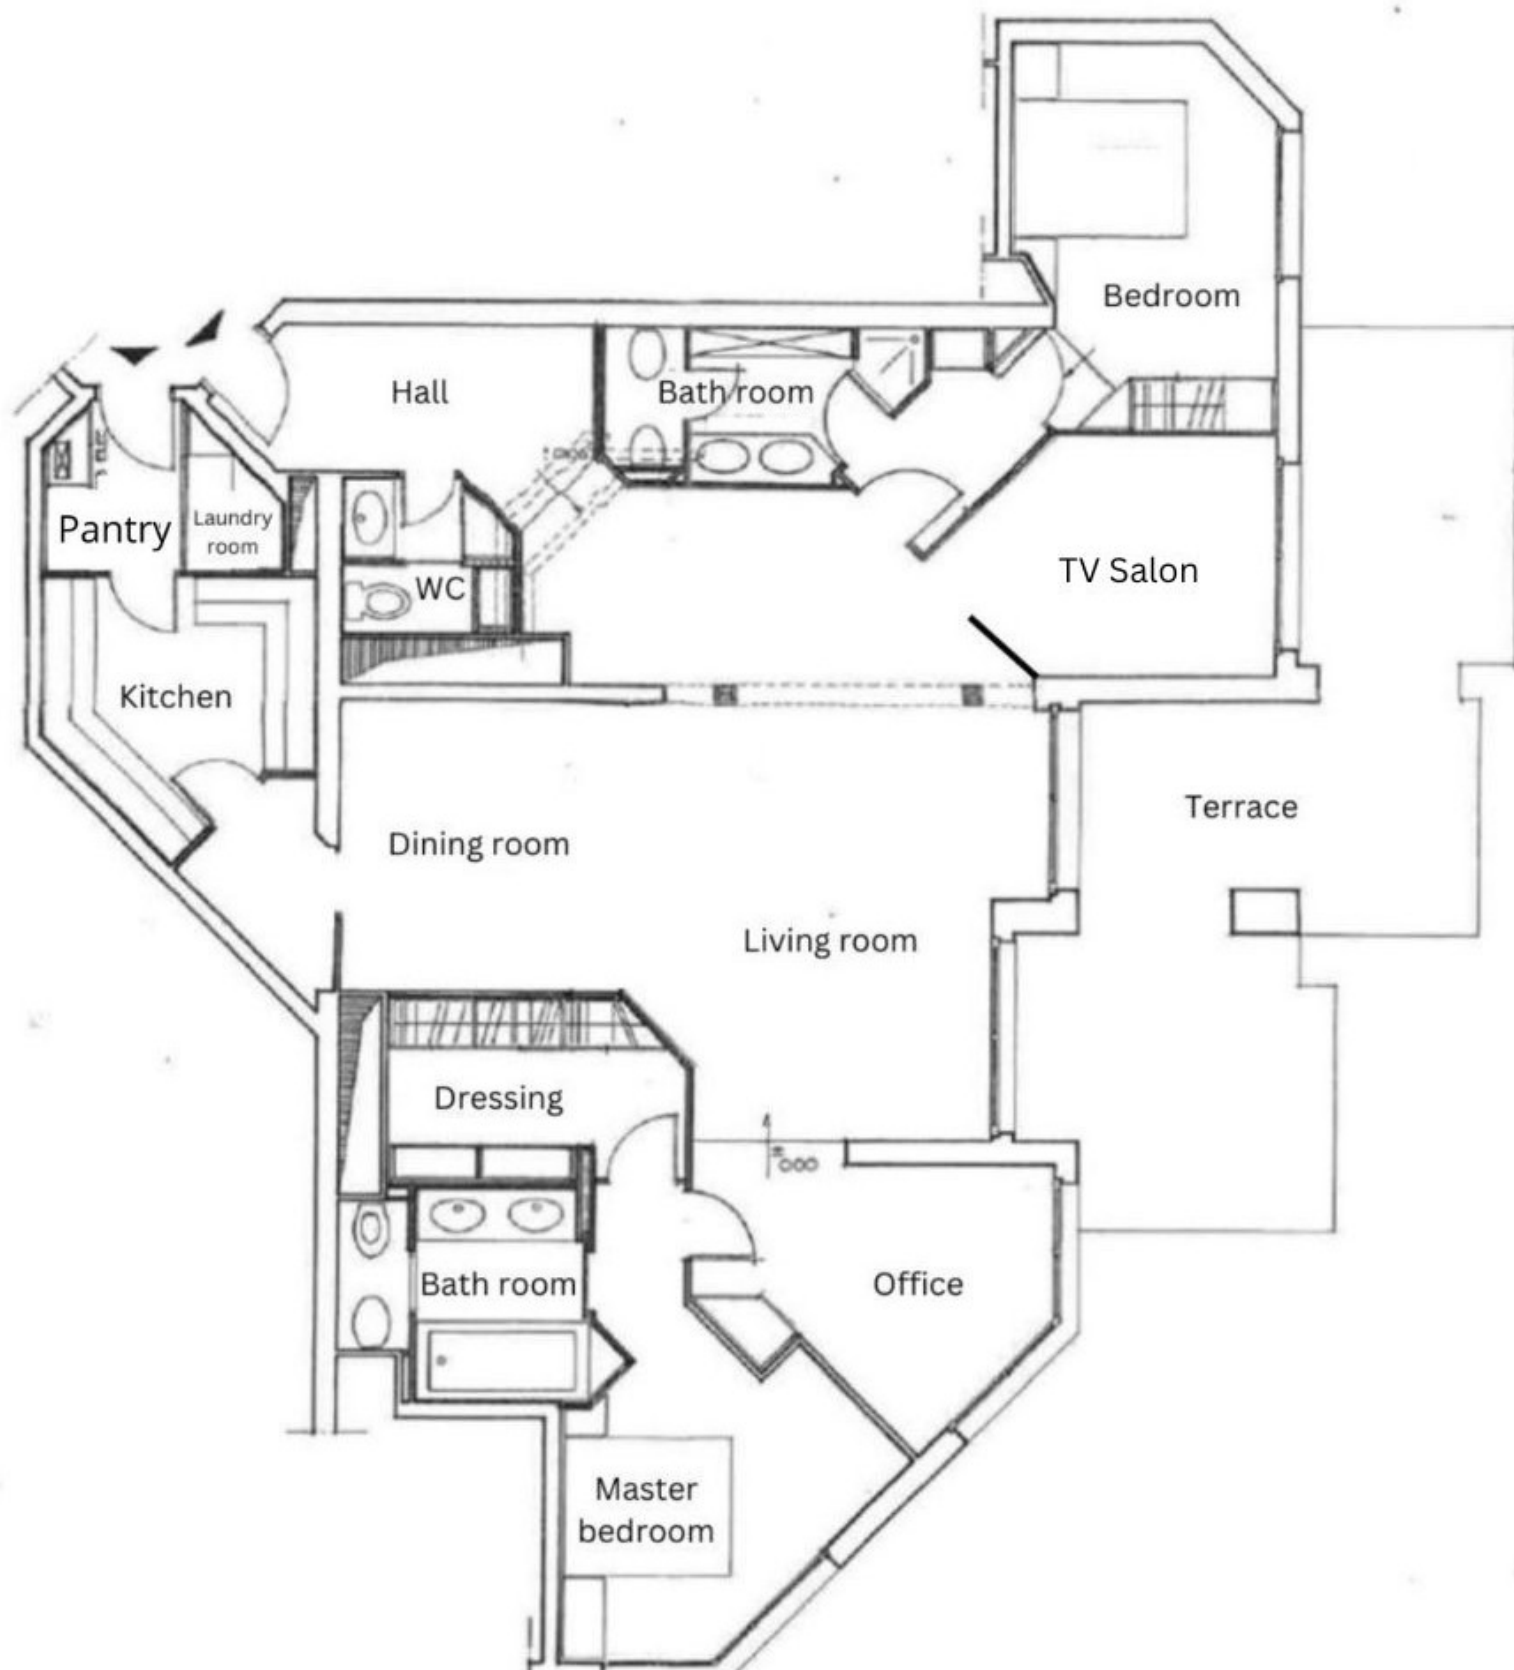 Bedroom
Hall
Bath room
Pantry
Laundry
room
WC
TV Salon
Kitchen
Terrace
Dining room
Living room
Dressing
Bath room
Office
Master
bedroom